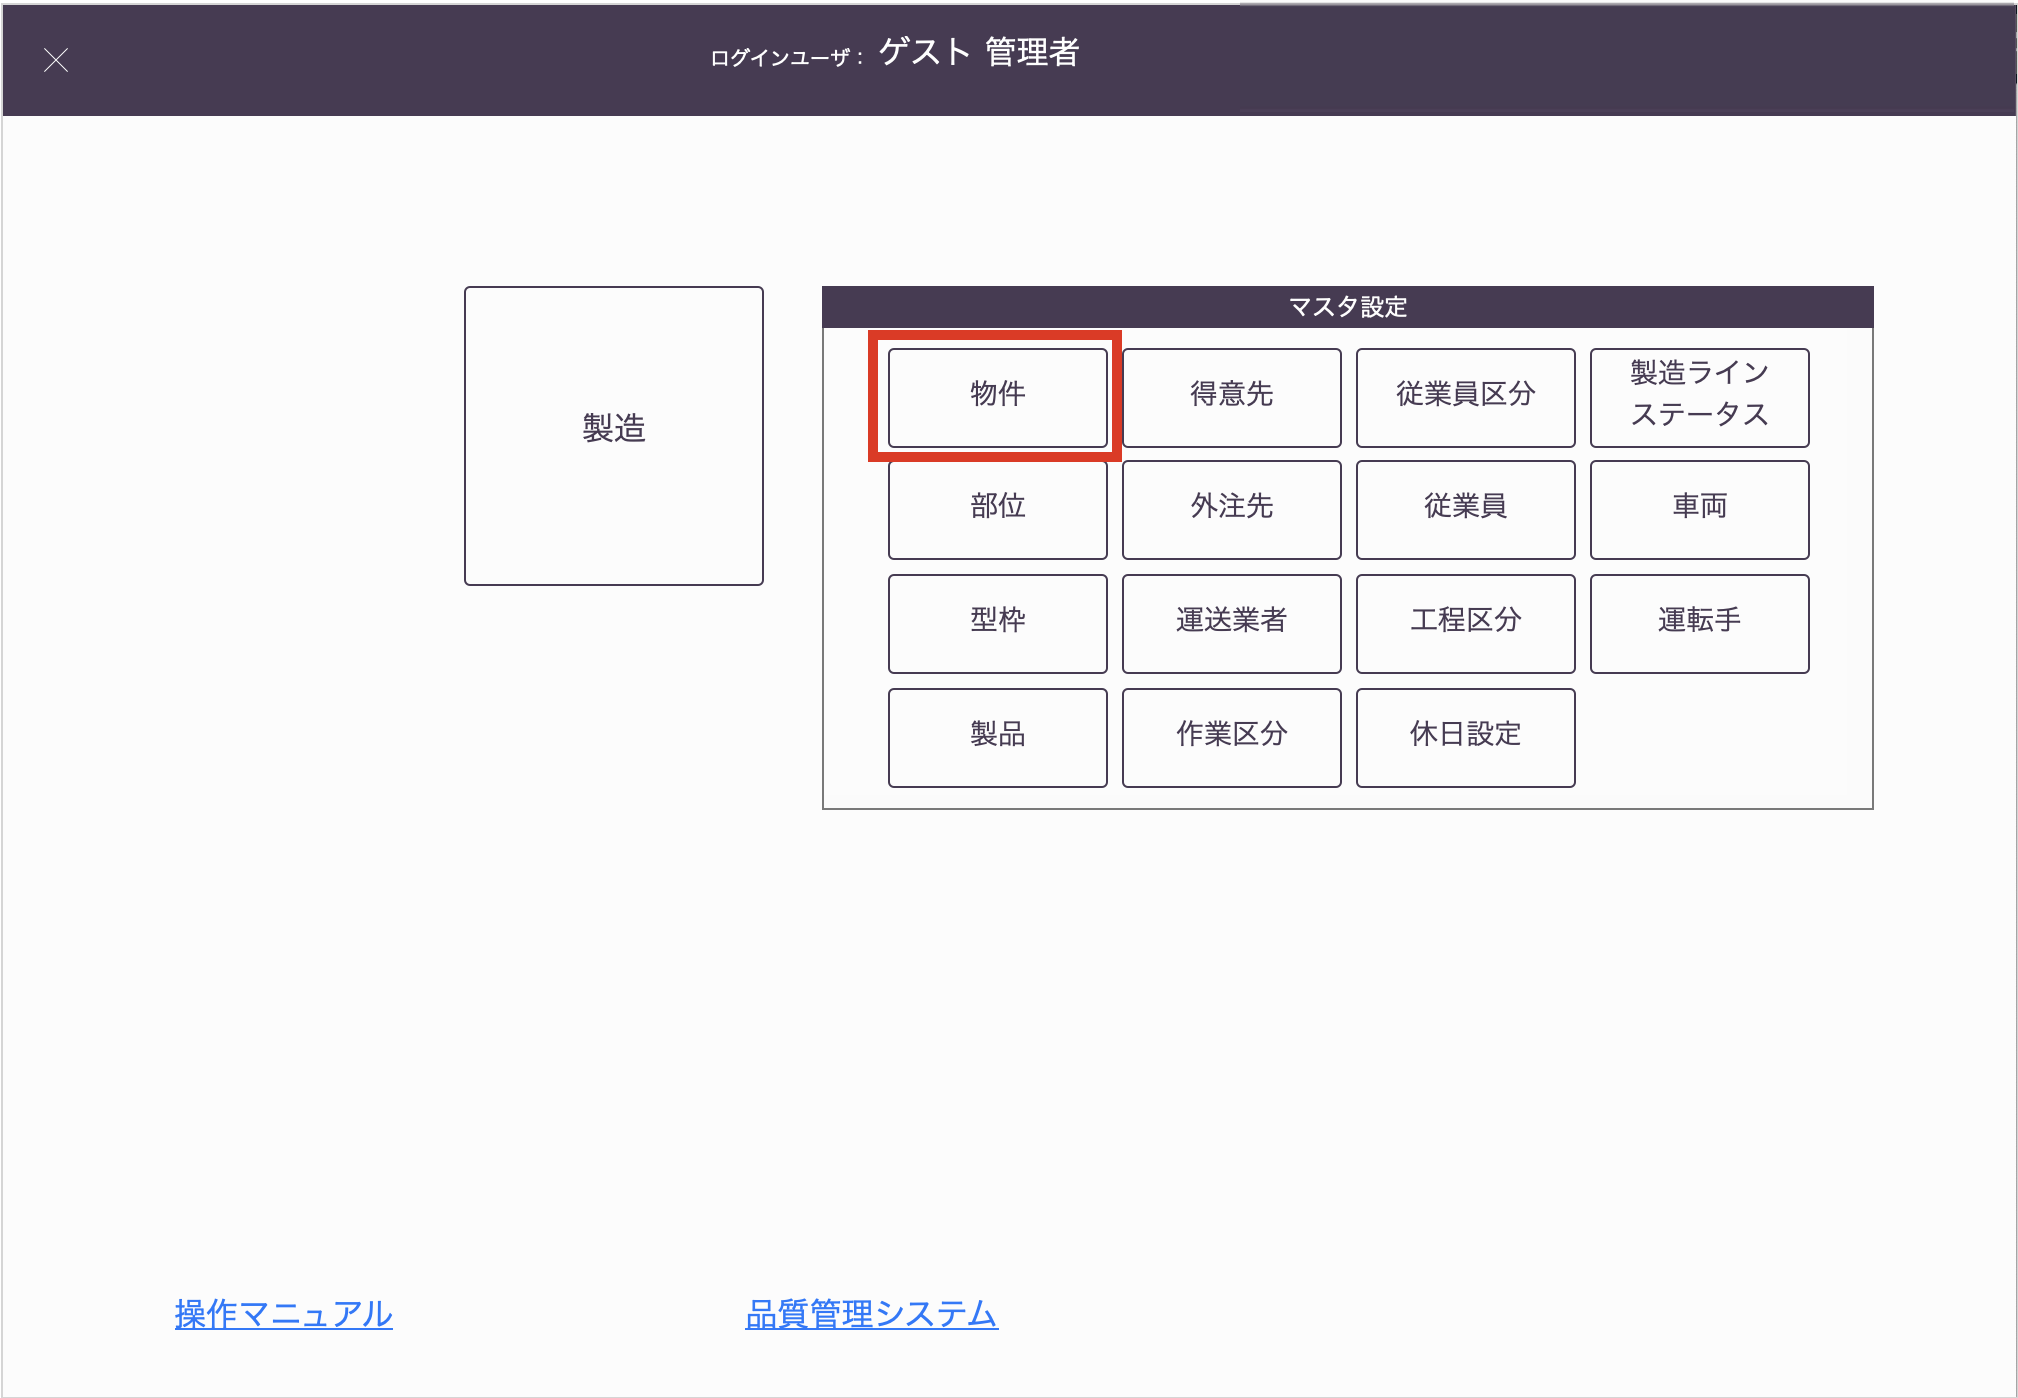 ログインユーザ： ゲスト 管理者
製造
マスタ設定
物件 得意先 従業員区分 製造ライン
ステータス
部位 外注先 従業員 車両
型枠 運送業者 工程区分 運転手
製品 作業区分 休日設定
操作マニュアル 品質管理システム